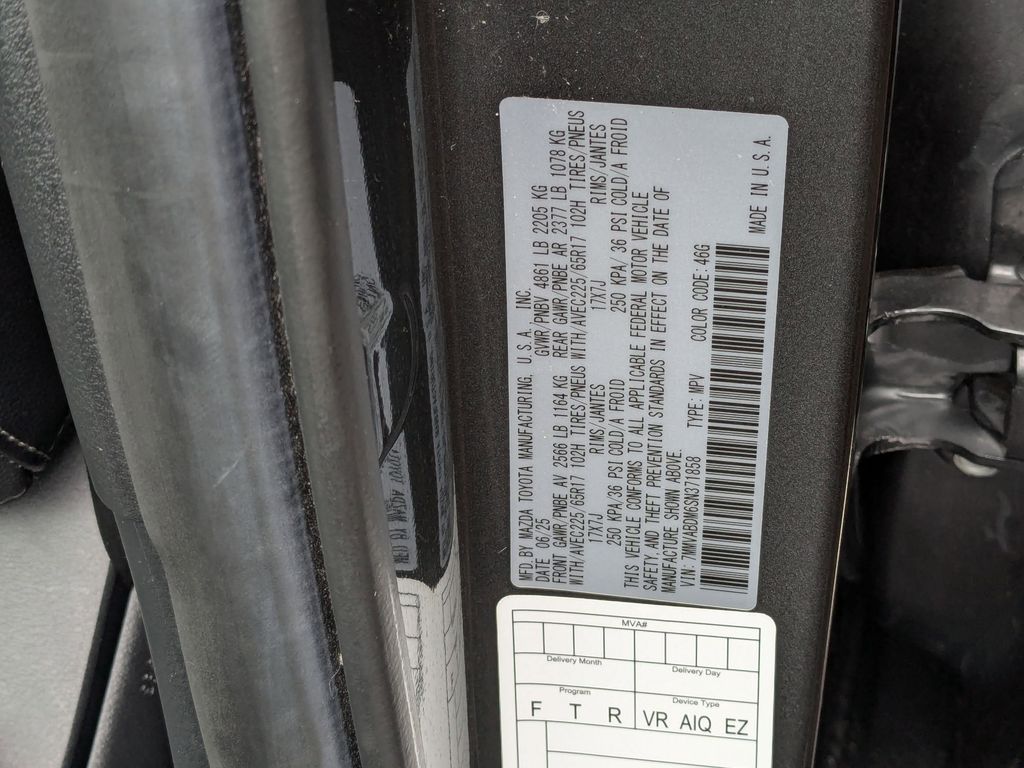 MFD.BY MAZDA TOYOTA MANUFACTURING, U.S.A. INC.
DATE 06/25 GVWR/PNBV 4861 LB 2205 KG
FRONT GAWR/PNBE AV 2566 LB 1164 KG REAR GAWR/PNBE AR 2377 LB 1078 KG
WITH/AVEC225/65R17 102H TIRES/PNEUS WITH/AVEC225/65R17 102H TIRES/PNEUS
17X7J RIMS/JANTES 17X7J RIMS/JANTES
250 KPA/36 PSI COLD/A FROID 250 KPA/ 36 PSI COLD/A FROID
THIS VEHICLE CONFORMS TO ALL APPLICABLE FEDERAL MOTOR VEHICLE
SAFETY, AND THEFT PREVENTION STANDARDS IN EFFECT ON THE DATE OF
MANUFACTURE SHOWN ABOVE.
VIN: 7MMVABDM6SN371858 TYPE: MPV COLOR CODE: 46G
MADE IN U.S.A.
MVA#
Delivery Month Delivery Day
Program Device Type
F T R VR AIQ EZ